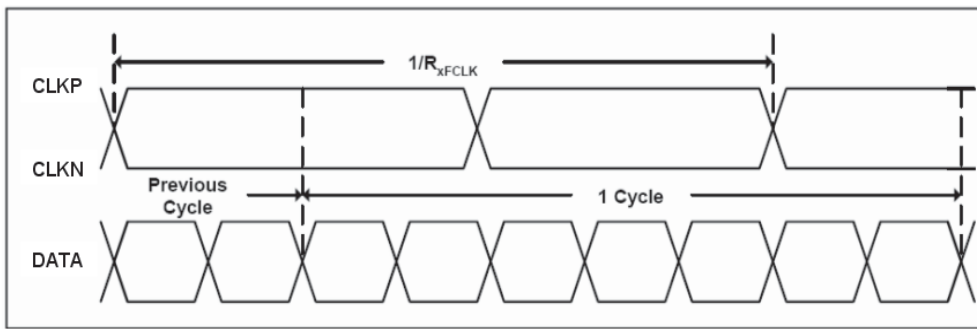 1/RxFCLK
CLKP
CLKN
Previous
Cycle
1 Cycle
DATA